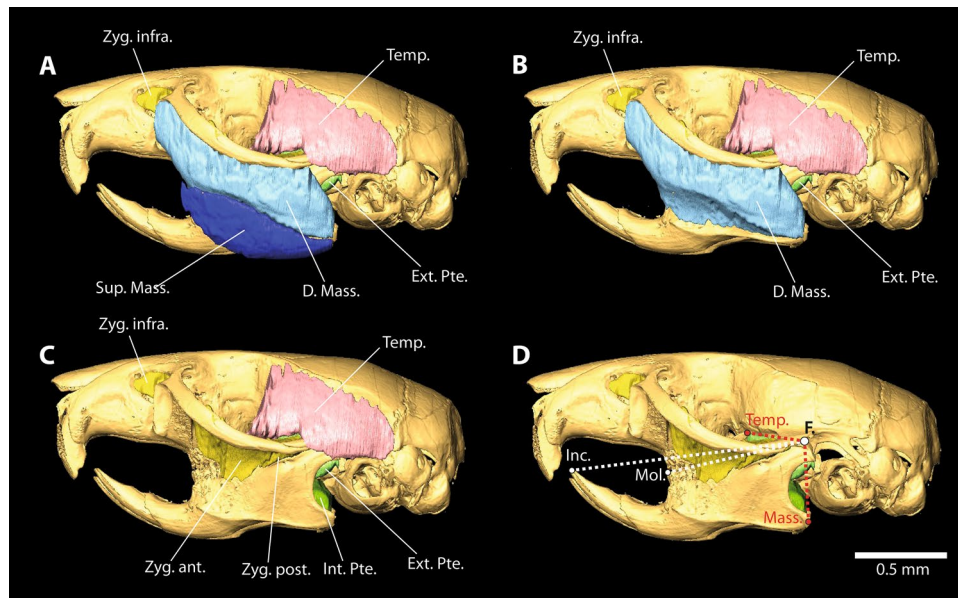 A
Zyg. infra.
Temp.
Sup. Mass.
D. Mass.
Ext. Pte.
B
Zyg. infra.
Temp.
D. Mass.
Ext. Pte.
C
Zyg. infra.
Temp.
Zyg. ant.
Zyg. post.
Int. Pte.
Ext. Pte.
D
Temp.
F
Inc.
Mol.
Mass.
0.5 mm